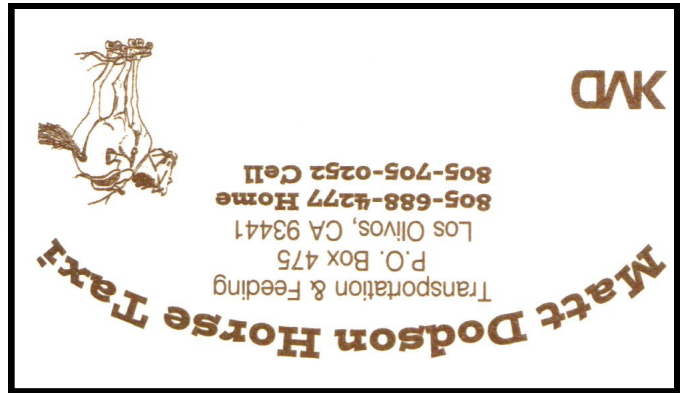 Matt Dodson Horse Taxi
Transportation & Feeding
P.O. Box 475
Los Olivos, CA 93441
805-688-4277 Home
805-705-0252 Cell